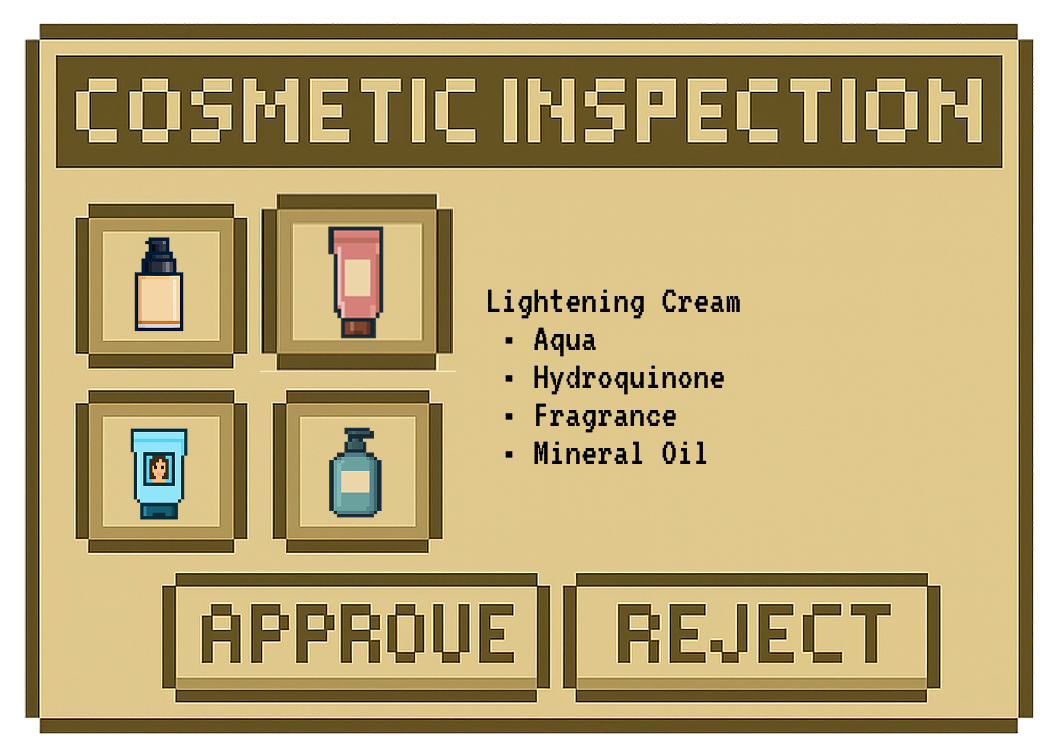 COSMETIC INSPECTION
Lightening Cream
▪ Aqua
▪ Hydroquinone
▪ Fragrance
▪ Mineral Oil
APPROVE
REJECT